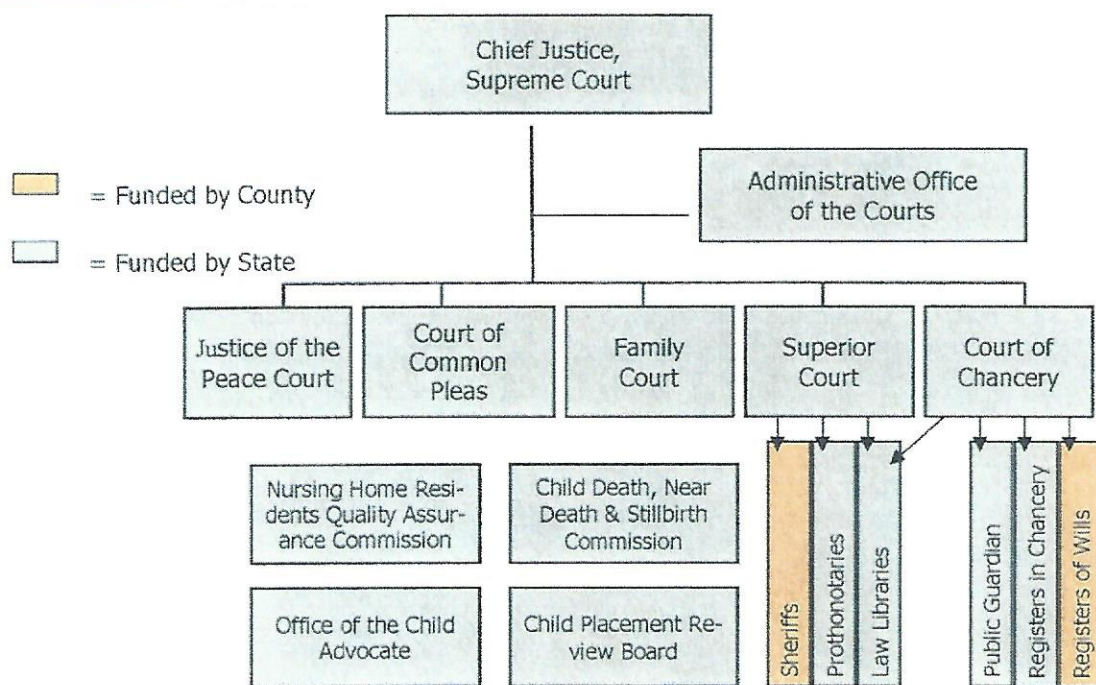 Chief Justice,
Supreme Court
= Funded by County
= Funded by State
Administrative Office
of the Courts
Justice of the
Peace Court
Court of
Common
Pleas
Family
Court
Superior
Court
Court of
Chancery
Nursing Home Resi-
dents Quality Assur-
ance Commission
Child Death, Near
Death & Stillbirth
Commission
Office of the Child
Advocate
Child Placement Re-
view Board
Sheriffs
Prothonotaries
Law Libraries
Public Guardian
Registers in Chancery
Registers of Wills